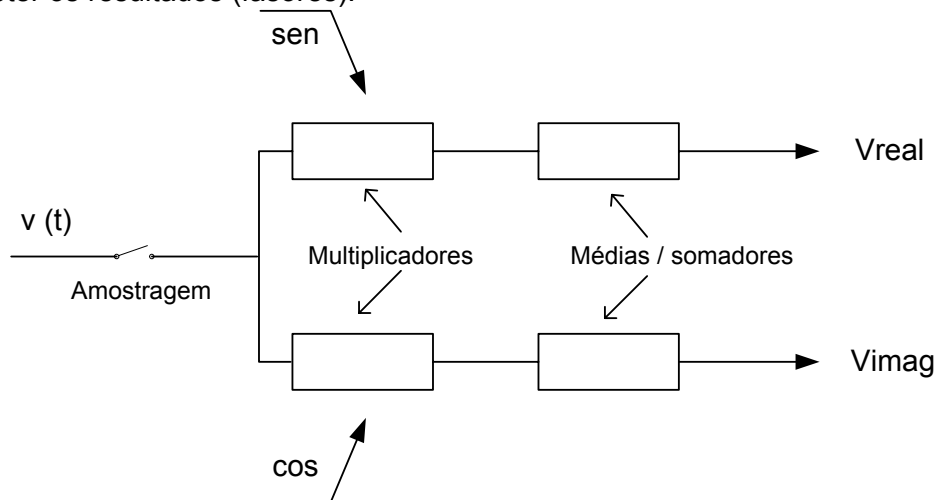 sen
Vreal
v (t)
Multiplicadores
Médias / somadores
Amostragem
Vimag
cos